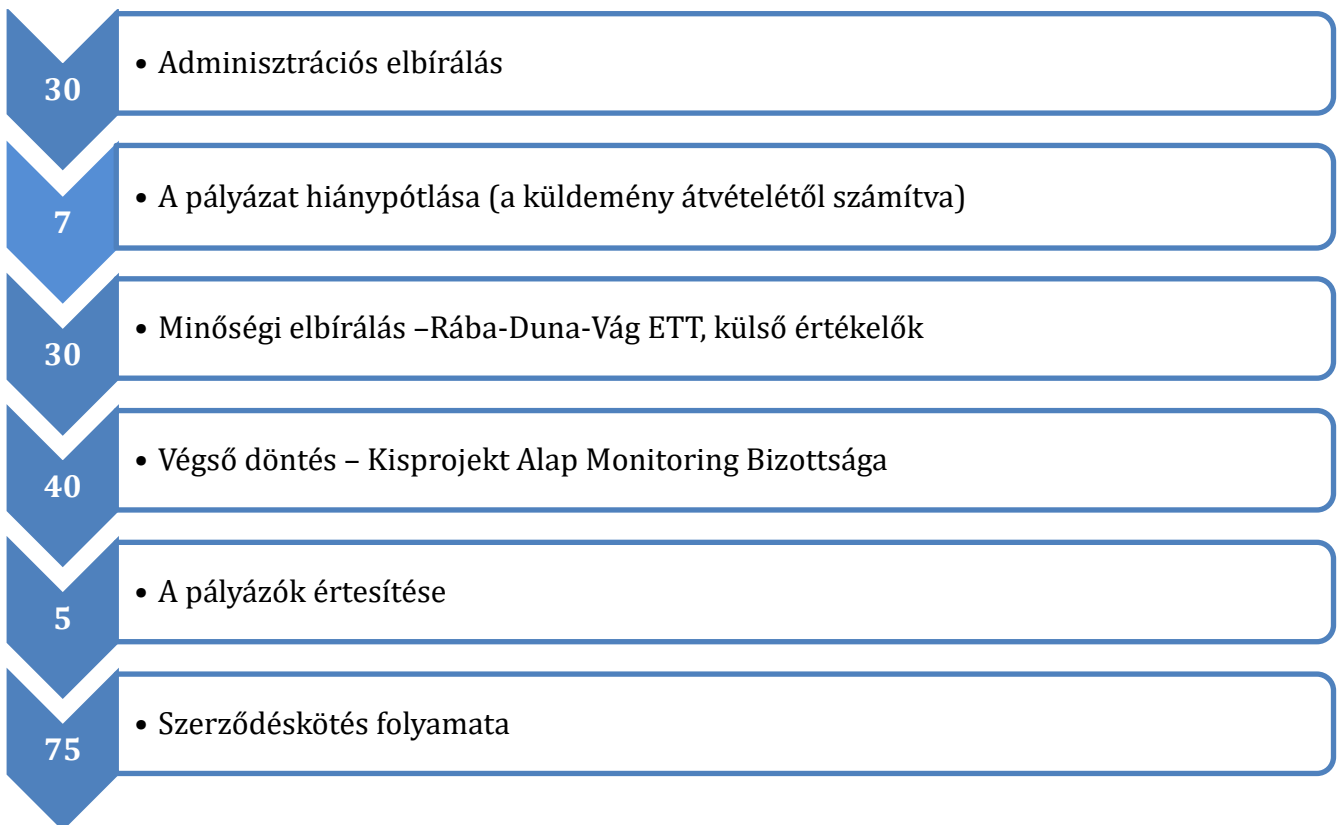 30
• Adminisztrációs elbírálás
7
• A pályázat hiánypótlása (a küldemény átvételétől számítva)
30
• Minőségi elbírálás –Rába-Duna-Vág ETT, külső értékelők
40
• Végső döntés – Kisprojekt Alap Monitoring Bizottsága
5
• A pályázók értesítése
75
• Szerződéskötés folyamata